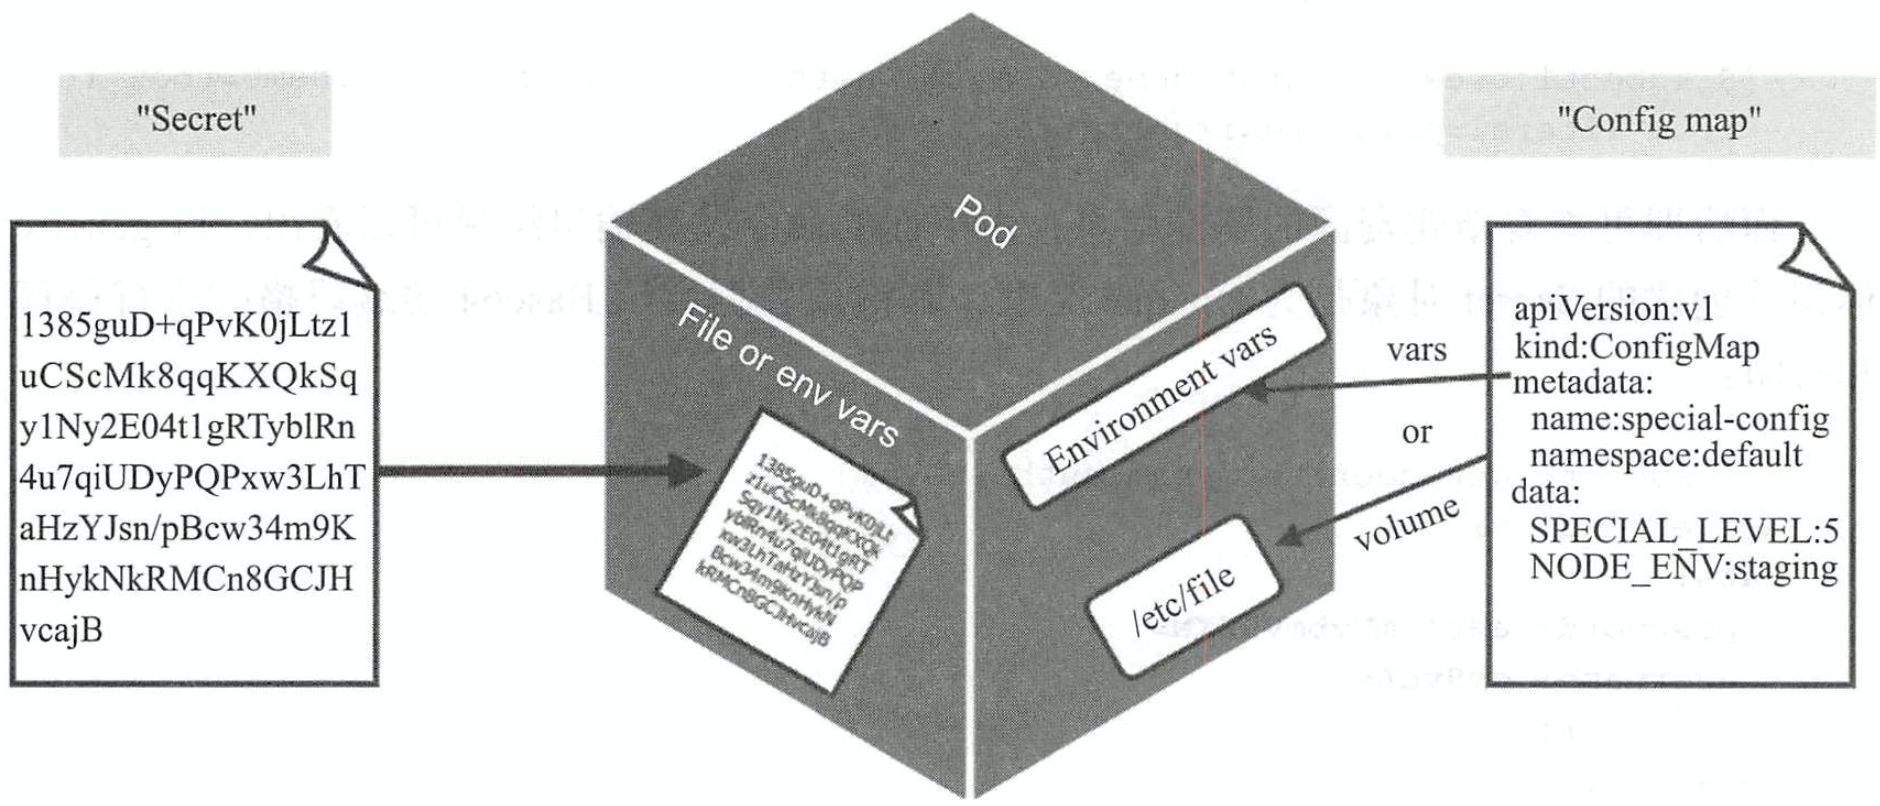 "Secret"
1385guD+qPvK0jLtz1
uCScMk8qqKXQkSq
y1Ny2E04t1gRTyblRn
4u7qiUDyPQPxw3LhT
aHzYJsn/pBcw34m9K
nHykNkRMCn8GCJH
vcajB
Pod
File or env vars
1385guD+qPvK0jLt
z1uCScMk8qqKXQk
Sqy1Ny2E04t1gRT
yblRn4u7qiUDyPQP
xw3LhTaHzYJsn/p
Bcw34m9KnHykN
kRMCn8GCJHvcajB
Environment vars
/etc/file
vars
or
volume
"Config map"
apiVersion:v1
kind:ConfigMap
metadata:
name:special-config
namespace:default
data:
SPECIAL_LEVEL:5
NODE_ENV:staging